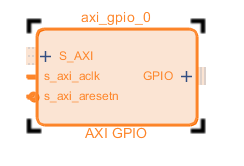 axi_gpio_0
S_AXI
s_axi_aclk GPIO
s_axi_aresetn
AXI GPIO